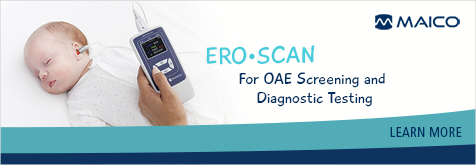 MAICO
ERO•SCAN
For OAE Screening and
Diagnostic Testing
LEARN MORE